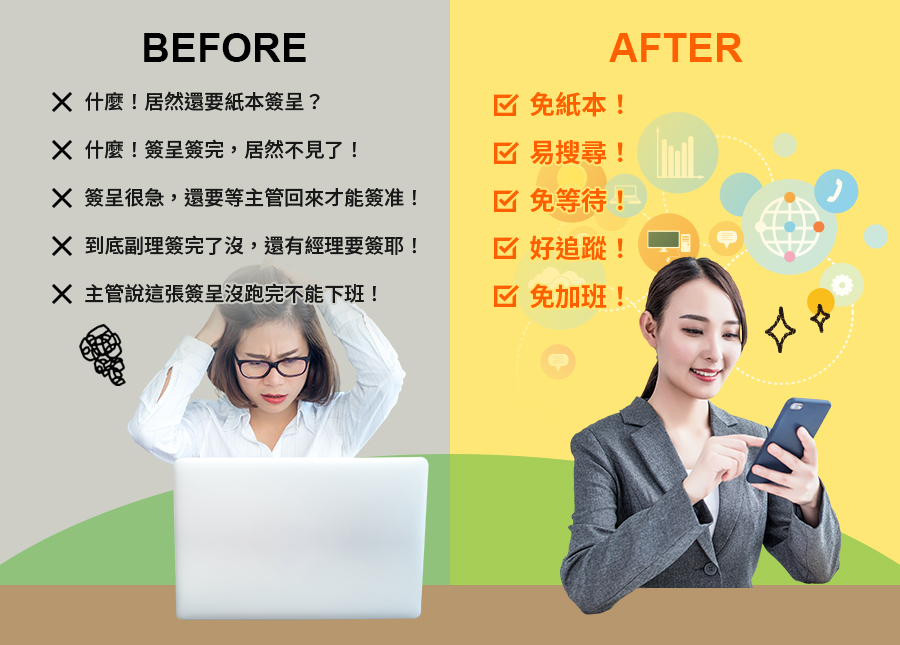 BEFORE
什麼！居然還要紙本簽呈？
什麼！簽呈簽完，居然不見了！
簽呈很急，還要等主管回來才能簽准！
到底副理簽完了沒，還有經理要簽耶！
主管說這張簽呈沒跑完不能下班！
AFTER
免紙本！
易搜尋！
免等待！
好追蹤！
免加班！